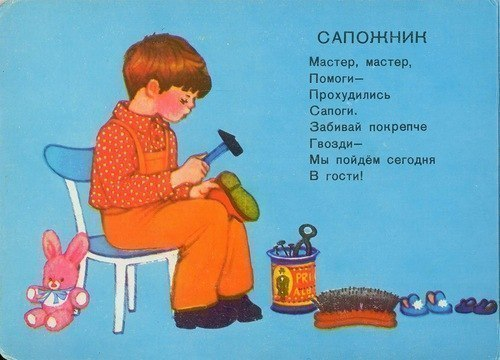 САПОЖНИК
Мастер, мастер,
Помоги—
Прохудились
Сапоги.
Забивай покрепче
Гвозди—
Мы пойдём сегодня
В гости!